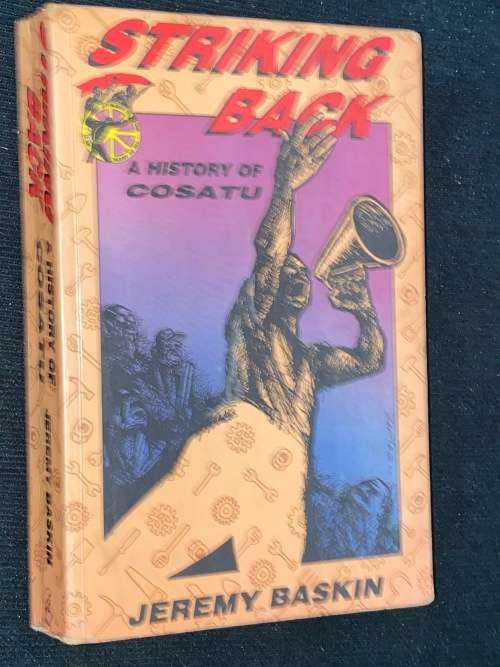 STRIKING
BACK
A HISTORY OF
COSATU
JEREMY BASKIN
STRIKING
BACK
A HISTORY OF
COSATU
JEREMY BASKIN